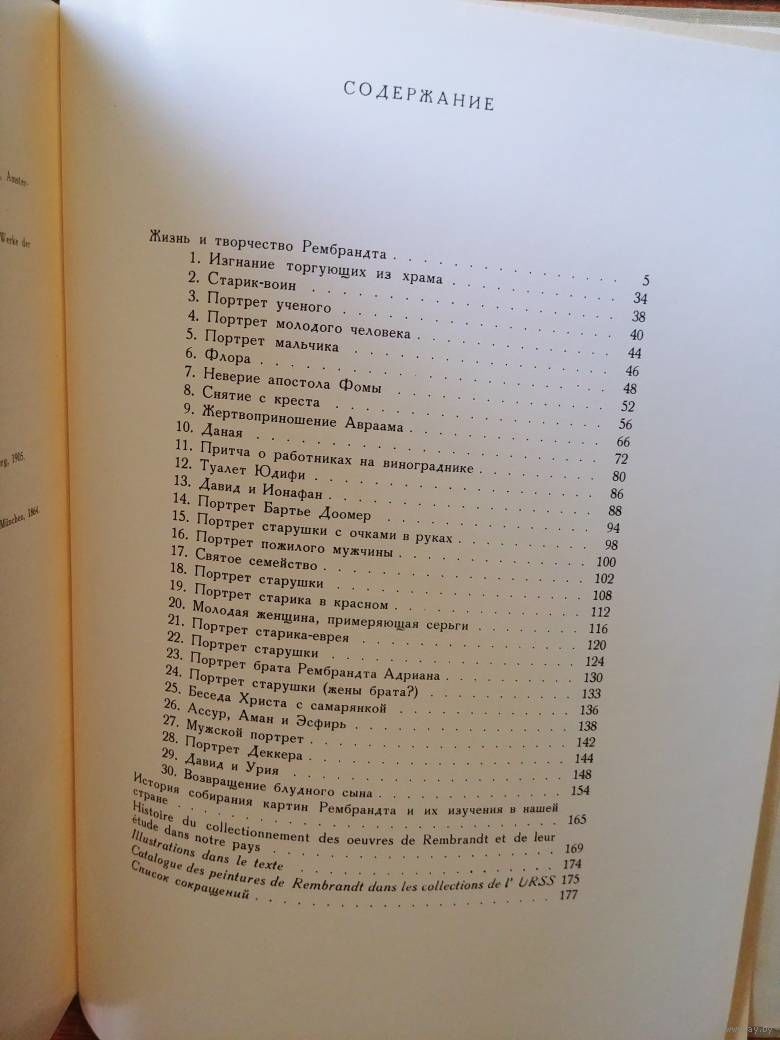 , Amster-
Werke der
rg, 1905.
München, 1864.
СОДЕРЖАНИЕ
Жизнь и творчество Рембрандта . . . . . . . . 5
1. Изгнание торгующих из храма . . . . . . 34
2. Старик-воин . . . . . . . . . . 38
3. Портрет ученого . . . . . . . . . 40
4. Портрет молодого человека . . . . . . . 44
5. Портрет мальчика . . . . . . . . . 46
6. Флора . . . . . . . . . . . . 48
7. Неверие апостола Фомы . . . . . . . . 52
8. Снятие с креста . . . . . . . . . 56
9. Жертвоприношение Авраама . . . . . . . 66
10. Даная . . . . . . . . . . . . 72
11. Притча о работниках на винограднике . . . . . 80
12. Туалет Юдифи . . . . . . . . . . 86
13. Давид и Ионафан . . . . . . . . . 88
14. Портрет Бартье Доомер . . . . . . . . 94
15. Портрет старушки с очками в руках . . . . . 98
16. Портрет пожилого мужчины . . . . . . . 100
17. Святое семейство . . . . . . . . . 102
18. Портрет старушки . . . . . . . . . 108
19. Портрет старика в красном . . . . . . . 112
20. Молодая женщина, примеряющая серьги . . . . 116
21. Портрет старика-еврея . . . . . . . . 120
22. Портрет старушки . . . . . . . . . 124
23. Портрет брата Рембрандта Адриана . . . . . 130
24. Портрет старушки (жены брата?) . . . . . . 133
25. Беседа Христа с самарянкой . . . . . . . 136
26. Ассур, Аман и Эсфирь . . . . . . . . 138
27. Мужской портрет . . . . . . . . . 142
28. Портрет Деккера . . . . . . . . . 144
29. Давид и Урия . . . . . . . . . . 148
30. Возвращение блудного сына . . . . . . . 154
История собирания картин Рембрандта и их изучения в нашей
стране . . . . . . . . . . . . . 165
Histoire du collectionnement des oeuvres de Rembrandt et de leur
étude dans notre pays . . . . . . . . . 169
Illustrations dans le texte . . . . . . . . . 174
Catalogue des peintures de Rembrandt dans les collections de l' URSS 175
Список сокращений . . . . . . . . . . 177